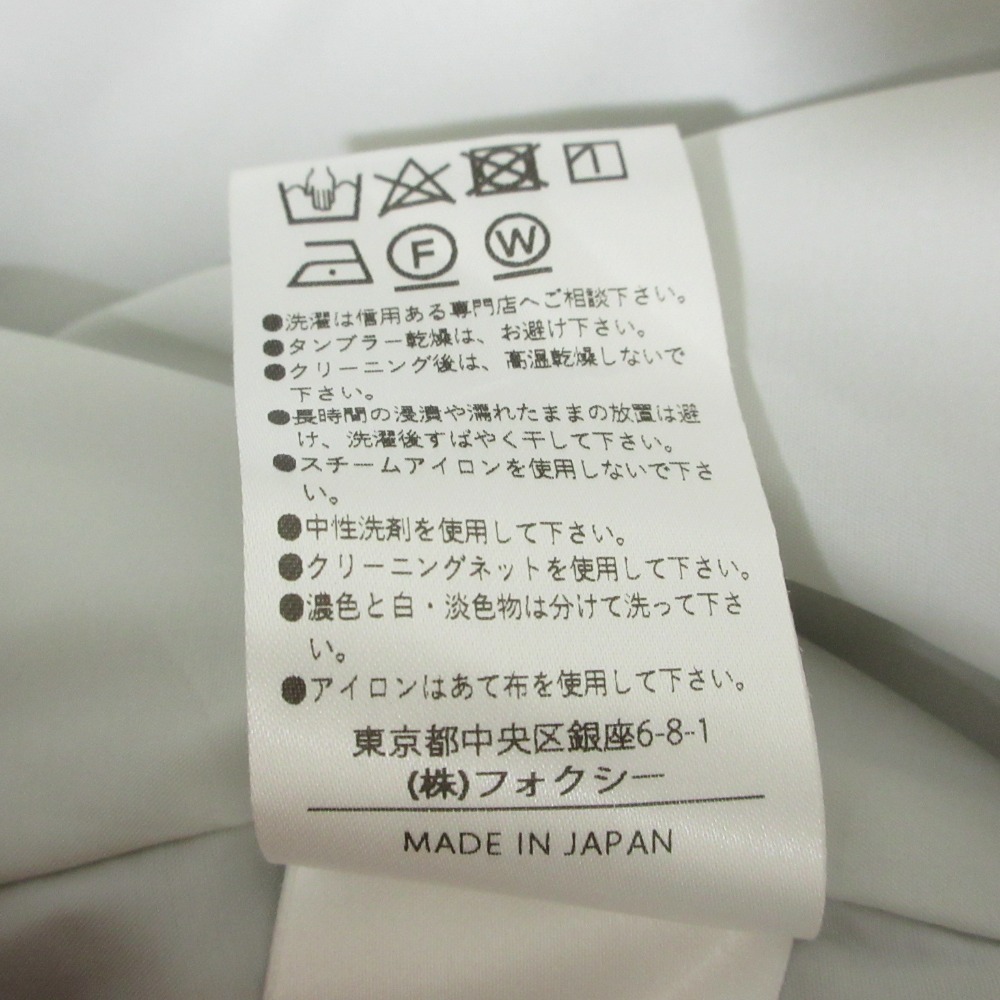 F W
●洗濯は信用ある専門店へご相談下さい。
●タンブラー乾燥は、お避け下さい。
●クリーニング後は、高温乾燥しないで
下さい。
●長時間の浸漬や濡れたままの放置は避
け、洗濯後すばやく干して下さい。
●スチームアイロンを使用しないで下さ
い。
●中性洗剤を使用して下さい。
●クリーニングネットを使用して下さい。
●濃色と白・淡色物は分けて洗って下さ
い。
●アイロンはあて布を使用して下さい。
東京都中央区銀座6-8-1
(株)フォクシー
MADE IN JAPAN